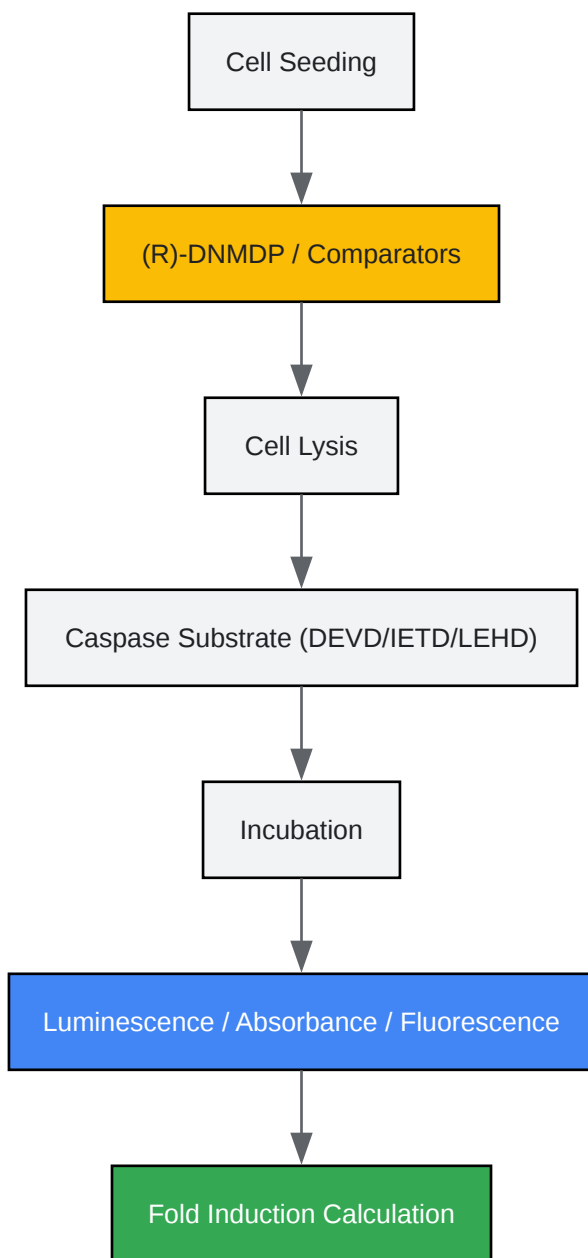 Cell Seeding
(R)-DNMDP / Comparators
Cell Lysis
Caspase Substrate (DEVD/IETD/LEHD)
Incubation
Luminescence / Absorbance / Fluorescence
Fold Induction Calculation